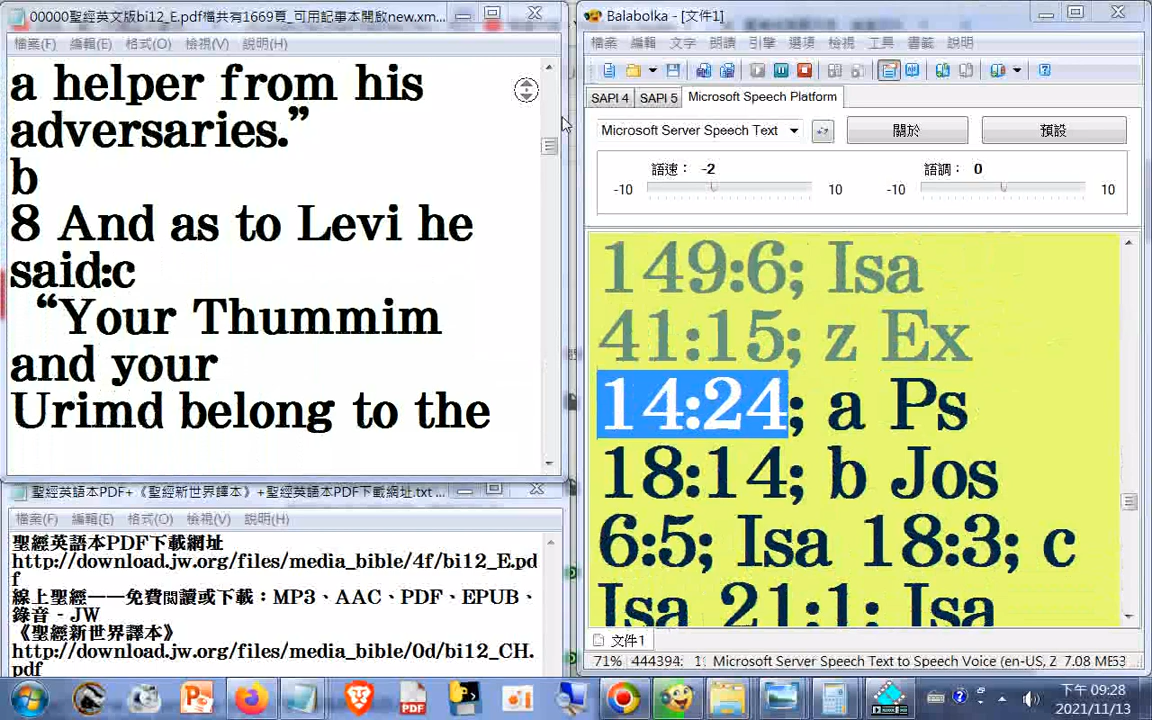 00000聖經英文版bi12_E.pdf檔共有1669頁_可用記事本開啟new.xm...
檔案(F) 編輯(E) 格式(O) 檢視(V) 說明(H)
a helper from his
adversaries.”
b
8 And as to Levi he
said:c
“Your Thummim
and your
Urimd belong to the
聖經英語本PDF+《聖經新世界譯本》+聖經英語本PDF下載網址.txt ...
檔案(F) 編輯(E) 格式(O) 檢視(V) 說明(H)
聖經英語本PDF下載網址
http://download.jw.org/files/media_bible/4f/bi12_E.pd
f
線上聖經——免費閱讀或下載：MP3、AAC、PDF、EPUB、
錄音 - JW
《聖經新世界譯本》
http://download.jw.org/files/media_bible/0d/bi12_CH.
pdf
Balabolka - [文件1]
檔案 編輯 文字 朗讀 引擎 選項 檢視 工具 書籤 說明
SAPI 4 SAPI 5 Microsoft Speech Platform
Microsoft Server Speech Text 關於 預設
語速： -2 語調： 0
-10 10 -10 10
149:6; Isa
41:15; z Ex
14:24; a Ps
18:14; b Jos
6:5; Isa 18:3; c
Isa 21:1; Isa
文件1
71% 444394: 1 Microsoft Server Speech Text to Speech Voice (en-US, Z 7.08 ME53
下午 09:28
2021/11/13